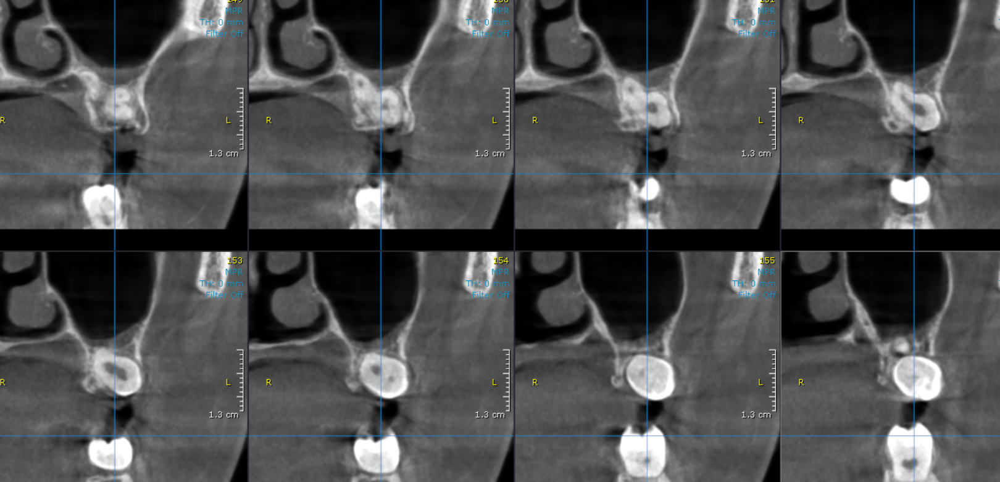 149
MPR
TH: 0 mm
Filter Off
R
L
1.3 cm
150
MPR
TH: 0 mm
Filter Off
R
L
1.3 cm
151
MPR
TH: 0 mm
Filter Off
R
L
1.3 cm
R
153
MPR
TH: 0 mm
Filter Off
R
L
1.3 cm
154
MPR
TH: 0 mm
Filter Off
R
L
1.3 cm
155
MPR
TH: 0 mm
Filter Off
R
L
1.3 cm
R